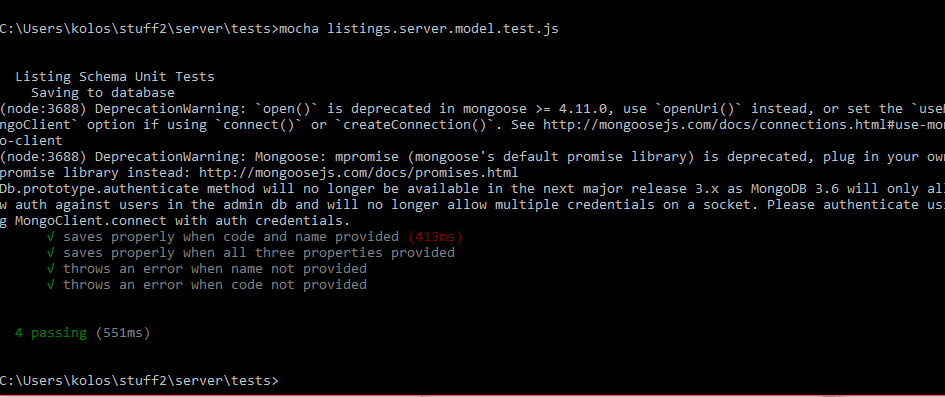 C:\Users\kolos\stuff2\server\tests>mocha listings.server.model.test.js
Listing Schema Unit Tests
Saving to database
(node:3688) DeprecationWarning: `open()` is deprecated in mongoose >= 4.11.0, use `openUri()` instead, or set the `useM
ngoClient` option if using `connect()` or `createConnection()`. See http://mongoosejs.com/docs/connections.html#use-mon
o-client
(node:3688) DeprecationWarning: Mongoose: mpromise (mongoose's default promise library) is deprecated, plug in your own
promise library instead: http://mongoosejs.com/docs/promises.html
Db.prototype.authenticate method will no longer be available in the next major release 3.x as MongoDB 3.6 will only all
w auth against users in the admin db and will no longer allow multiple credentials on a socket. Please authenticate usi
g MongoClient.connect with auth credentials.
√ saves properly when code and name provided (413ms)
√ saves properly when all three properties provided
√ throws an error when name not provided
√ throws an error when code not provided
4 passing (551ms)
C:\Users\kolos\stuff2\server\tests>